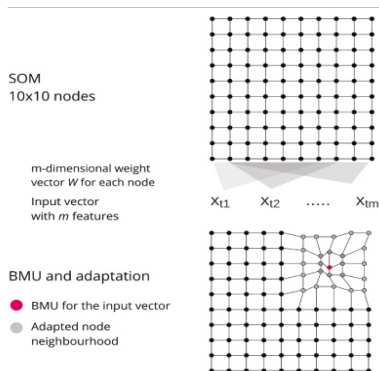 SOM
10x10 nodes
m-dimensional weight
vector W for each node
Input vector
with m features
xt1 xt2 ..... xtm
BMU and adaptation
BMU for the input vector
Adapted node
neighbourhood